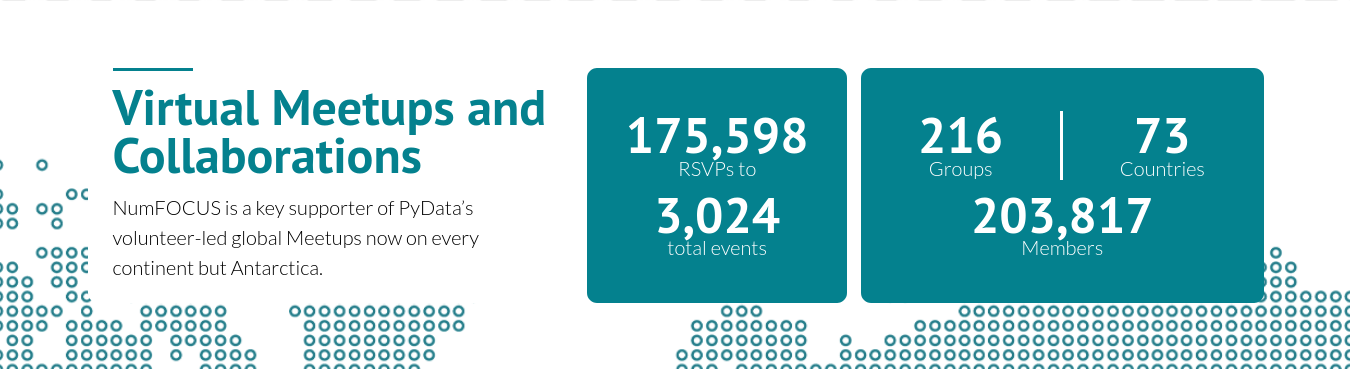 Virtual Meetups and
Collaborations
NumFOCUS is a key supporter of PyData’s
volunteer-led global Meetups now on every
continent but Antarctica.
175,598
RSVPs to
3,024
total events
216
Groups
73
Countries
203,817
Members